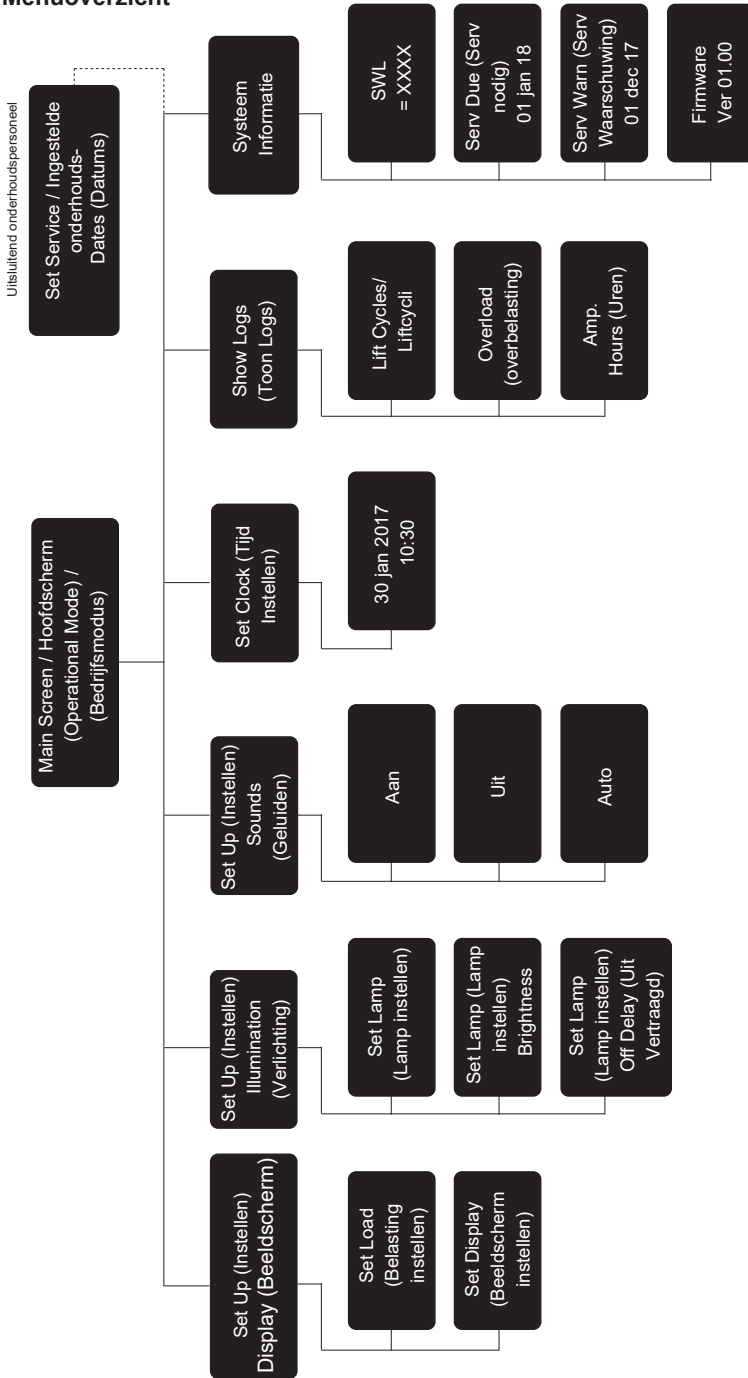 Menuoverzicht
Uitsluitend onderhoudspersoneel
Set Service / Ingestelde
onderhouds-
Dates (Datums)
Main Screen / Hoofdscherm
(Operational Mode) /
(Bedrijfsmodus)
Set Up (Instellen)
Display (Beeldscherm)
Set Load
(Belasting
instellen)
Set Display
(Beeldscherm
instellen)
Set Up (Instellen)
Illumination
(Verlichting)
Set Lamp
(Lamp instellen)
Set Lamp (Lamp
instellen)
Brightness
Set Lamp
(Lamp instellen)
Off Delay (Uit
Vertraagd)
Set Up (Instellen)
Sounds
(Geluiden)
Aan
Uit
Auto
Set Clock (Tijd
Instellen)
30 jan 2017
10:30
Show Logs
(Toon Logs)
Lift Cycles/
Liftcycli
Overload
(overbelasting)
Amp.
Hours (Uren)
Systeem
Informatie
SWL
= XXXX
Serv Due (Serv
nodig)
01 jan 18
Serv Warn (Serv
Waarschuwing)
01 dec 17
Firmware
Ver 01.00